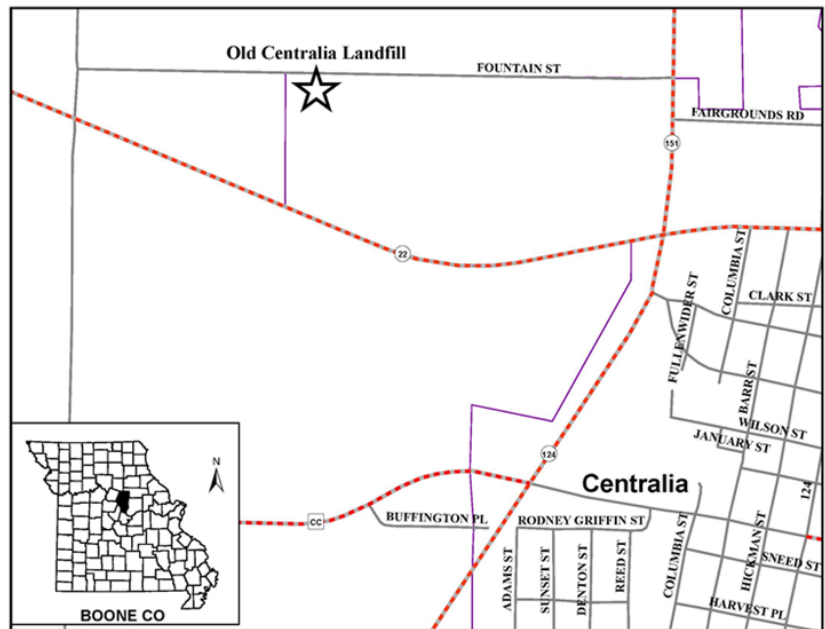 Old Centralia Landfill
FOUNTAIN ST
FAIRGROUNDS RD
151
22
COLUMBIA ST
CLARK ST
FULLENWIDER ST
BARR ST
WILSON ST
JANUARY ST
124
Centralia
124
N
CC
BUFFINGTON PL
RODNEY GRIFFIN ST
ADAMS ST
SUNSET ST
DENTON ST
REED ST
COLUMBIA ST
HICKMAN ST
SNEED ST
HARVEST PL
BOONE CO